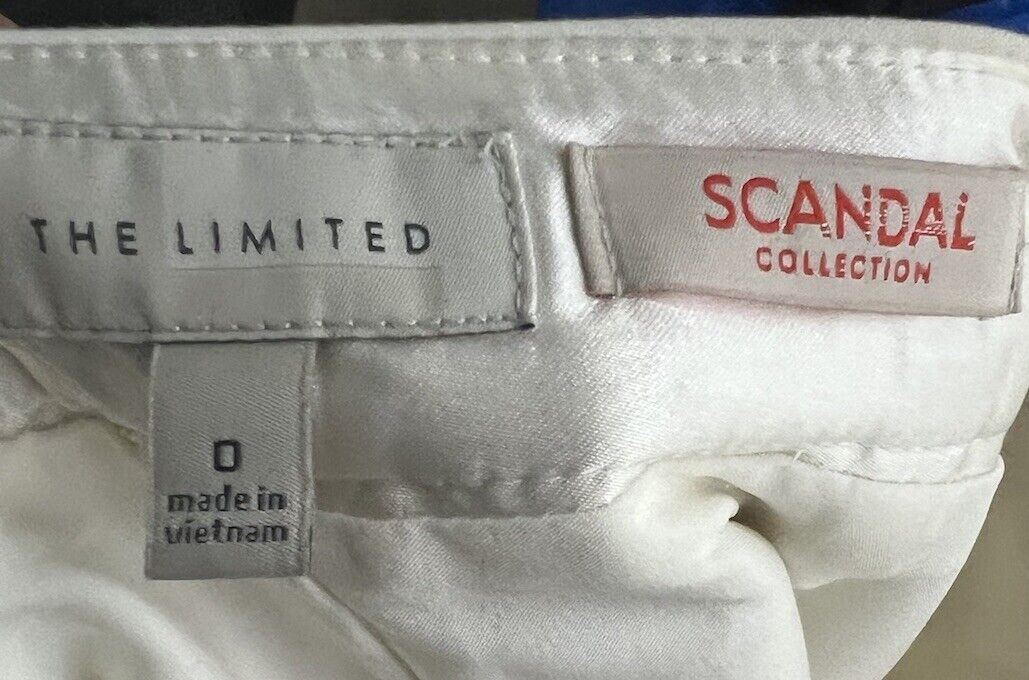 THE LIMITED
SCANDAL
COLLECTION
0
made in
vietnam